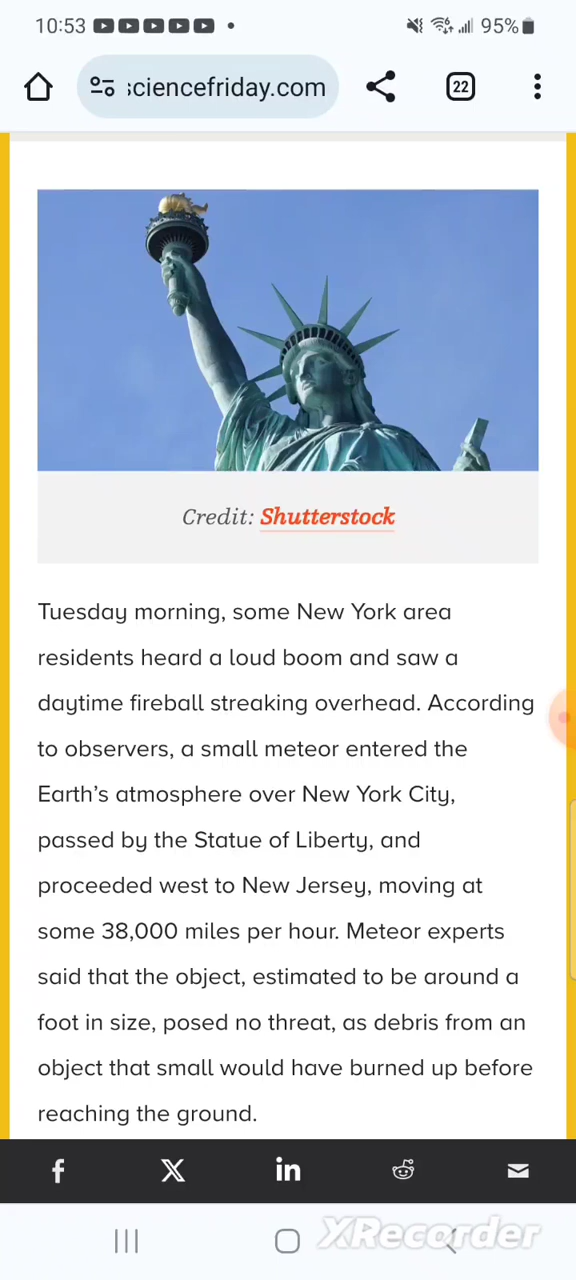 10:53 95%
sciencefriday.com 22
Credit: Shutterstock
Tuesday morning, some New York area
residents heard a loud boom and saw a
daytime fireball streaking overhead. According
to observers, a small meteor entered the
Earth’s atmosphere over New York City,
passed by the Statue of Liberty, and
proceeded west to New Jersey, moving at
some 38,000 miles per hour. Meteor experts
said that the object, estimated to be around a
foot in size, posed no threat, as debris from an
object that small would have burned up before
reaching the ground.
XRecorder